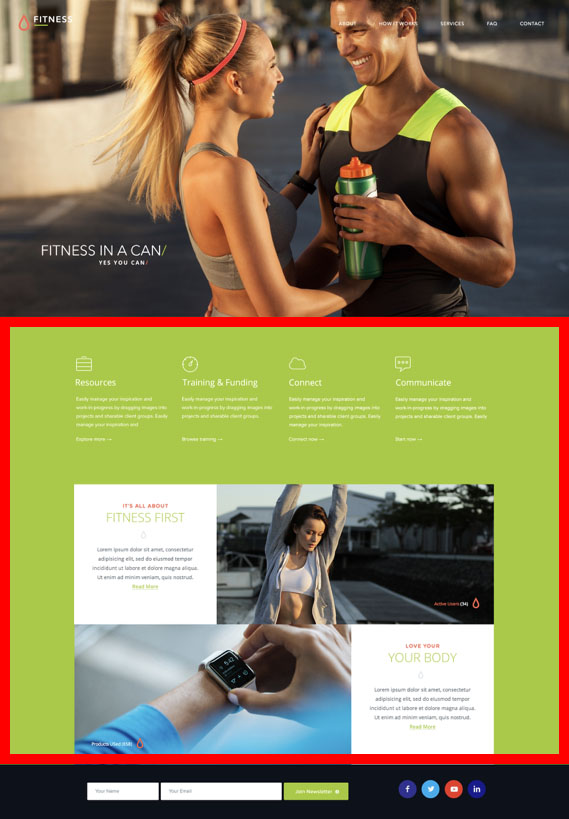 FITNESS
ABOUT
HOW IT WORKS
SERVICES
FAQ
CONTACT
FITNESS IN A CAN/
YES YOU CAN/
Resources
Easily manage your inspiration and
work-in-progress by dragging images into
projects and sharable client groups. Easily
manage your inspiration and
Explore more →
Training & Funding
Easily manage your inspiration and
work-in-progress by dragging images into
projects and sharable client groups.
Browse training →
Connect
Easily manage your inspiration and
work-in-progress by dragging images into
projects and sharable client groups. Easily
manage your inspiration.
Connect now →
Communicate
Easily manage your inspiration and
work-in-progress by dragging images into
projects and sharable client groups. Easily
Start now →
IT'S ALL ABOUT
FITNESS FIRST
Lorem ipsum dolor sit amet, consectetur
adipisicing elit, sed do eiusmod tempor
incididunt ut labore et dolore magna aliqua.
Ut enim ad minim veniam, quis nostrud.
Read More
Active Users (34)
LOVE YOUR
YOUR BODY
Lorem ipsum dolor sit amet, consectetur
adipisicing elit, sed do eiusmod tempor
incididunt ut labore et dolore magna aliqua.
Ut enim ad minim veniam, quis nostrud.
Read More
Your Name
Your Email
Join Newsletter